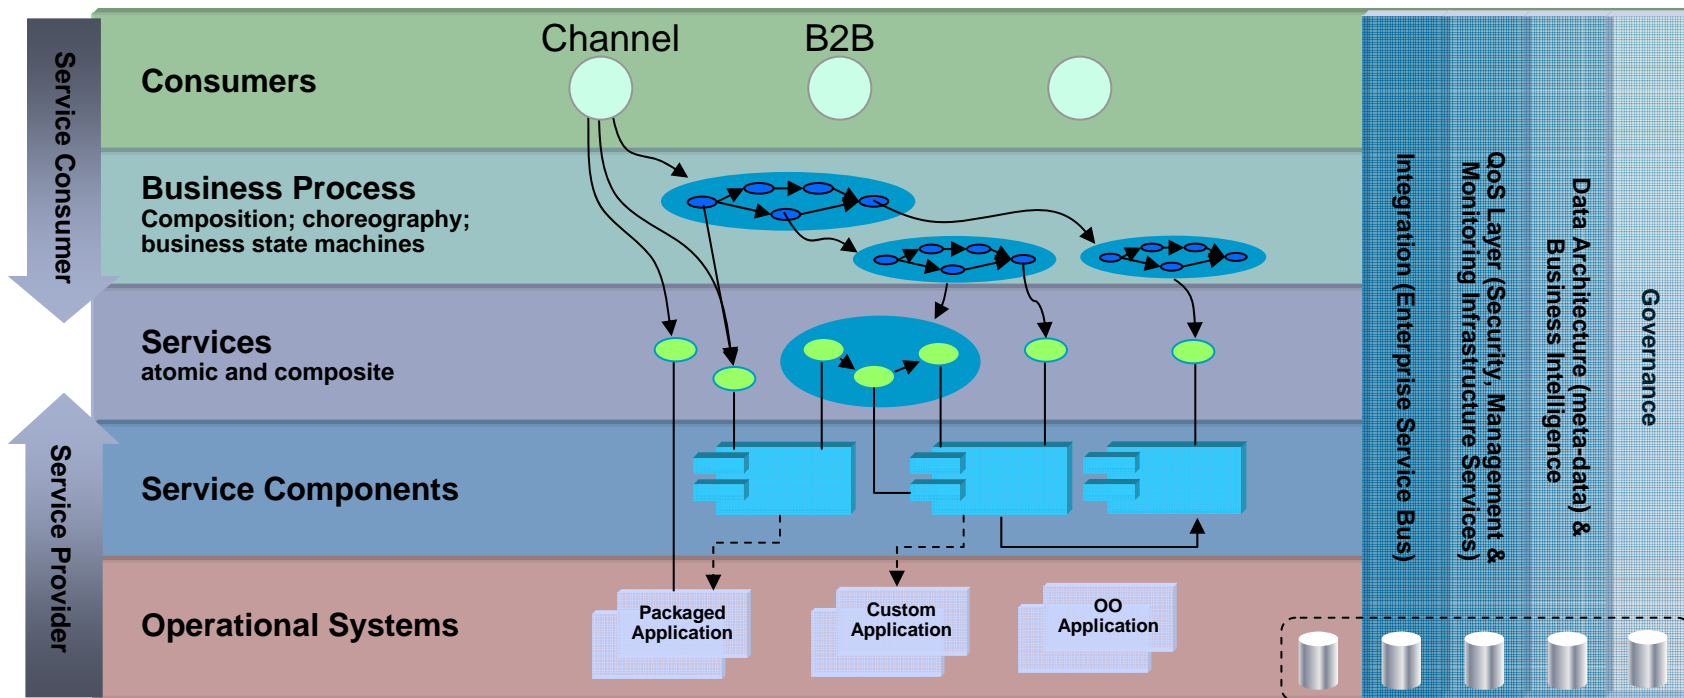 Channel
B2B
Consumers
Service Consumer
Business Process
Composition; choreography;
business state machines
Services
atomic and composite
Service Components
Service Provider
Operational Systems
Packaged
Application
Custom
Application
OO
Application
Integration (Enterprise Service Bus)
QoS Layer (Security, Management &
Monitoring Infrastructure Services)
Data Architecture (meta-data) &
Business Intelligence
Governance